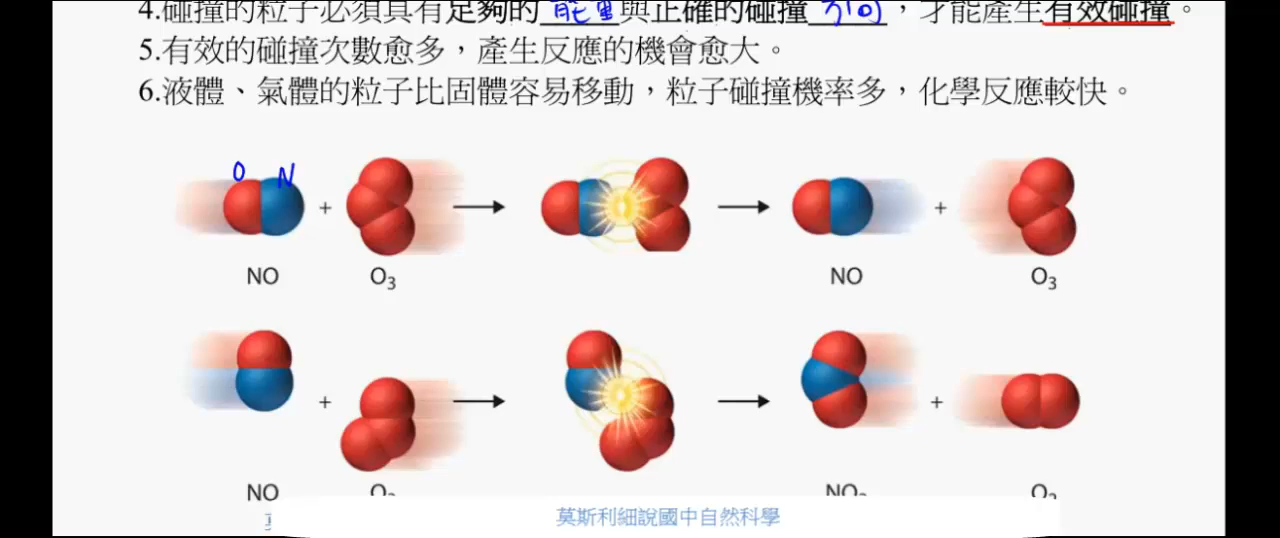 4.碰撞的粒子必須具有足夠的 能量 與正確的碰撞 方向 ,才能產生有效碰撞。
5.有效的碰撞次數愈多,產生反應的機會愈大。
6.液體、氣體的粒子比固體容易移動,粒子碰撞機率多,化學反應較快。
O N
+ +
NO O₃ NO O₃
+ +
NO O₃ NO₂ O₂
莫斯利細說國中自然科學